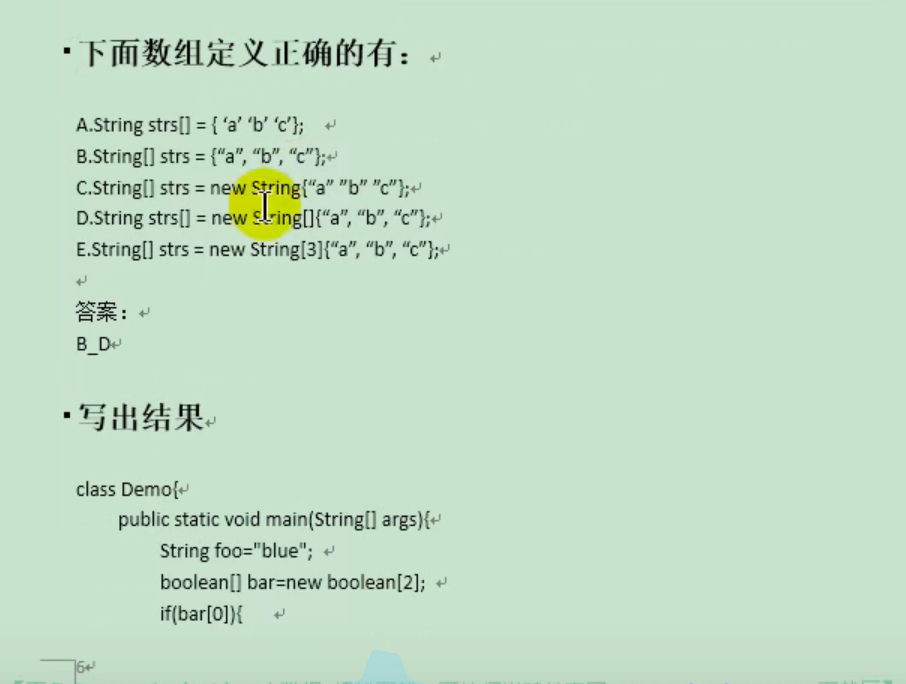 下面数组定义正确的有：
A.String strs[] = { ‘a’ ‘b’ ‘c’};
B.String[] strs = {“a”, “b”, “c”};
C.String[] strs = new String{“a” ”b” ”c”};
D.String strs[] = new String[]{“a”, “b”, “c”};
E.String[] strs = new String[3]{“a”, “b”, “c”};
答案：
B_D
写出结果
class Demo{
public static void main(String[] args){
String foo="blue";
boolean[] bar=new boolean[2];
if(bar[0]){
6